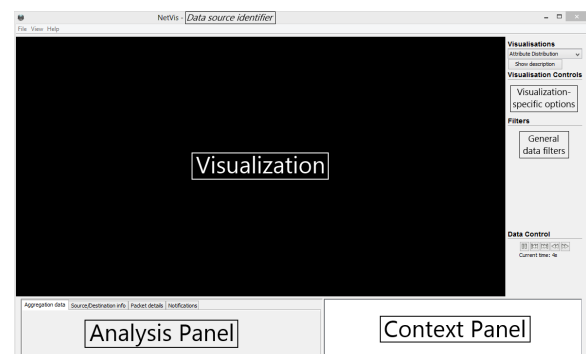 NetVis - Data source identifier
File View Help
Visualisations
Attribute Distribution
Show description
Visualisation Controls
Visualization-
specific options
Filters
General
data filters
Visualization
Data Control
Current time: 4s
Aggregation data Source/Destination info Packet details Notifications
Analysis Panel
Context Panel